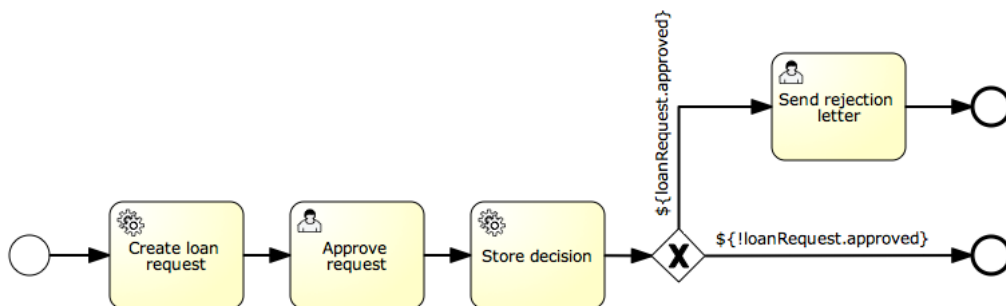 ${loanRequest.approved}
Send rejection
letter
Create loan
request
Approve
request
Store decision
X
${!loanRequest.approved}